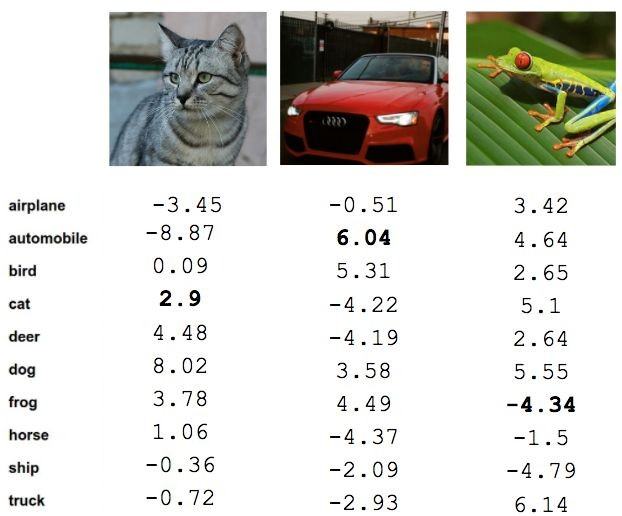 airplane -3.45 -0.51 3.42
automobile -8.87 6.04 4.64
bird 0.09 5.31 2.65
cat 2.9 -4.22 5.1
deer 4.48 -4.19 2.64
dog 8.02 3.58 5.55
frog 3.78 4.49 -4.34
horse 1.06 -4.37 -1.5
ship -0.36 -2.09 -4.79
truck -0.72 -2.93 6.14